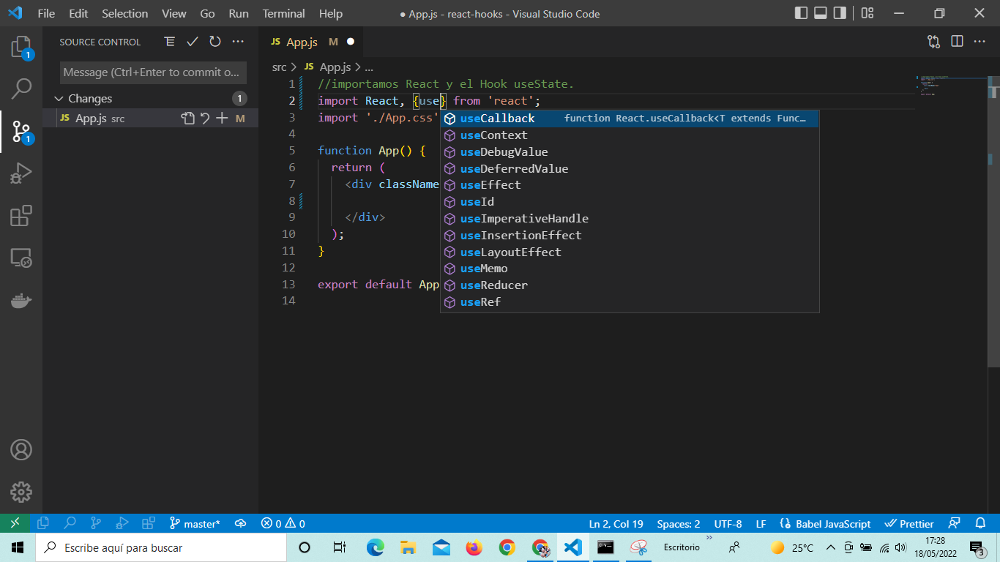 File Edit Selection View Go Run Terminal Help
● App.js - react-hooks - Visual Studio Code
1
SOURCE CONTROL
Message (Ctrl+Enter to commit o...
Changes 1
JS App.js src M
1
JS App.js M ●
src > JS App.js > ...
1 //importamos React y el Hook useState.
2 import React, {use} from 'react';
3 import './App.css'
4
5 function App() {
6 return (
7 <div className
8
9 </div>
10 );
11 }
12
13 export default App
14
useCallback function React.useCallback<T extends Func...
useContext
useDebugValue
useDeferredValue
useEffect
useId
useImperativeHandle
useInsertionEffect
useLayoutEffect
useMemo
useReducer
useRef
master* 0 0 Ln 2, Col 19 Spaces: 2 UTF-8 LF {} Babel JavaScript Prettier
Escribe aquí para buscar Escritorio » 25°C 17:28
18/05/2022 3